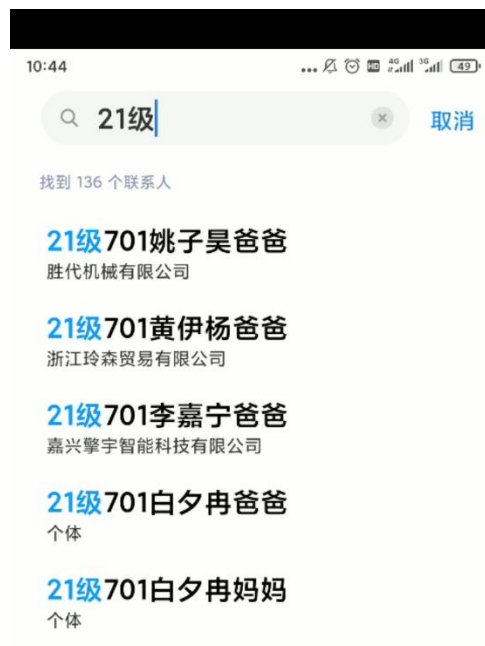 10:44
HD 4G 3G 49
21级
取消
找到 136 个联系人
21级701姚子昊爸爸
胜代机械有限公司
21级701黄伊杨爸爸
浙江玲森贸易有限公司
21级701李嘉宁爸爸
嘉兴擎宇智能科技有限公司
21级701白夕冉爸爸
个体
21级701白夕冉妈妈
个体